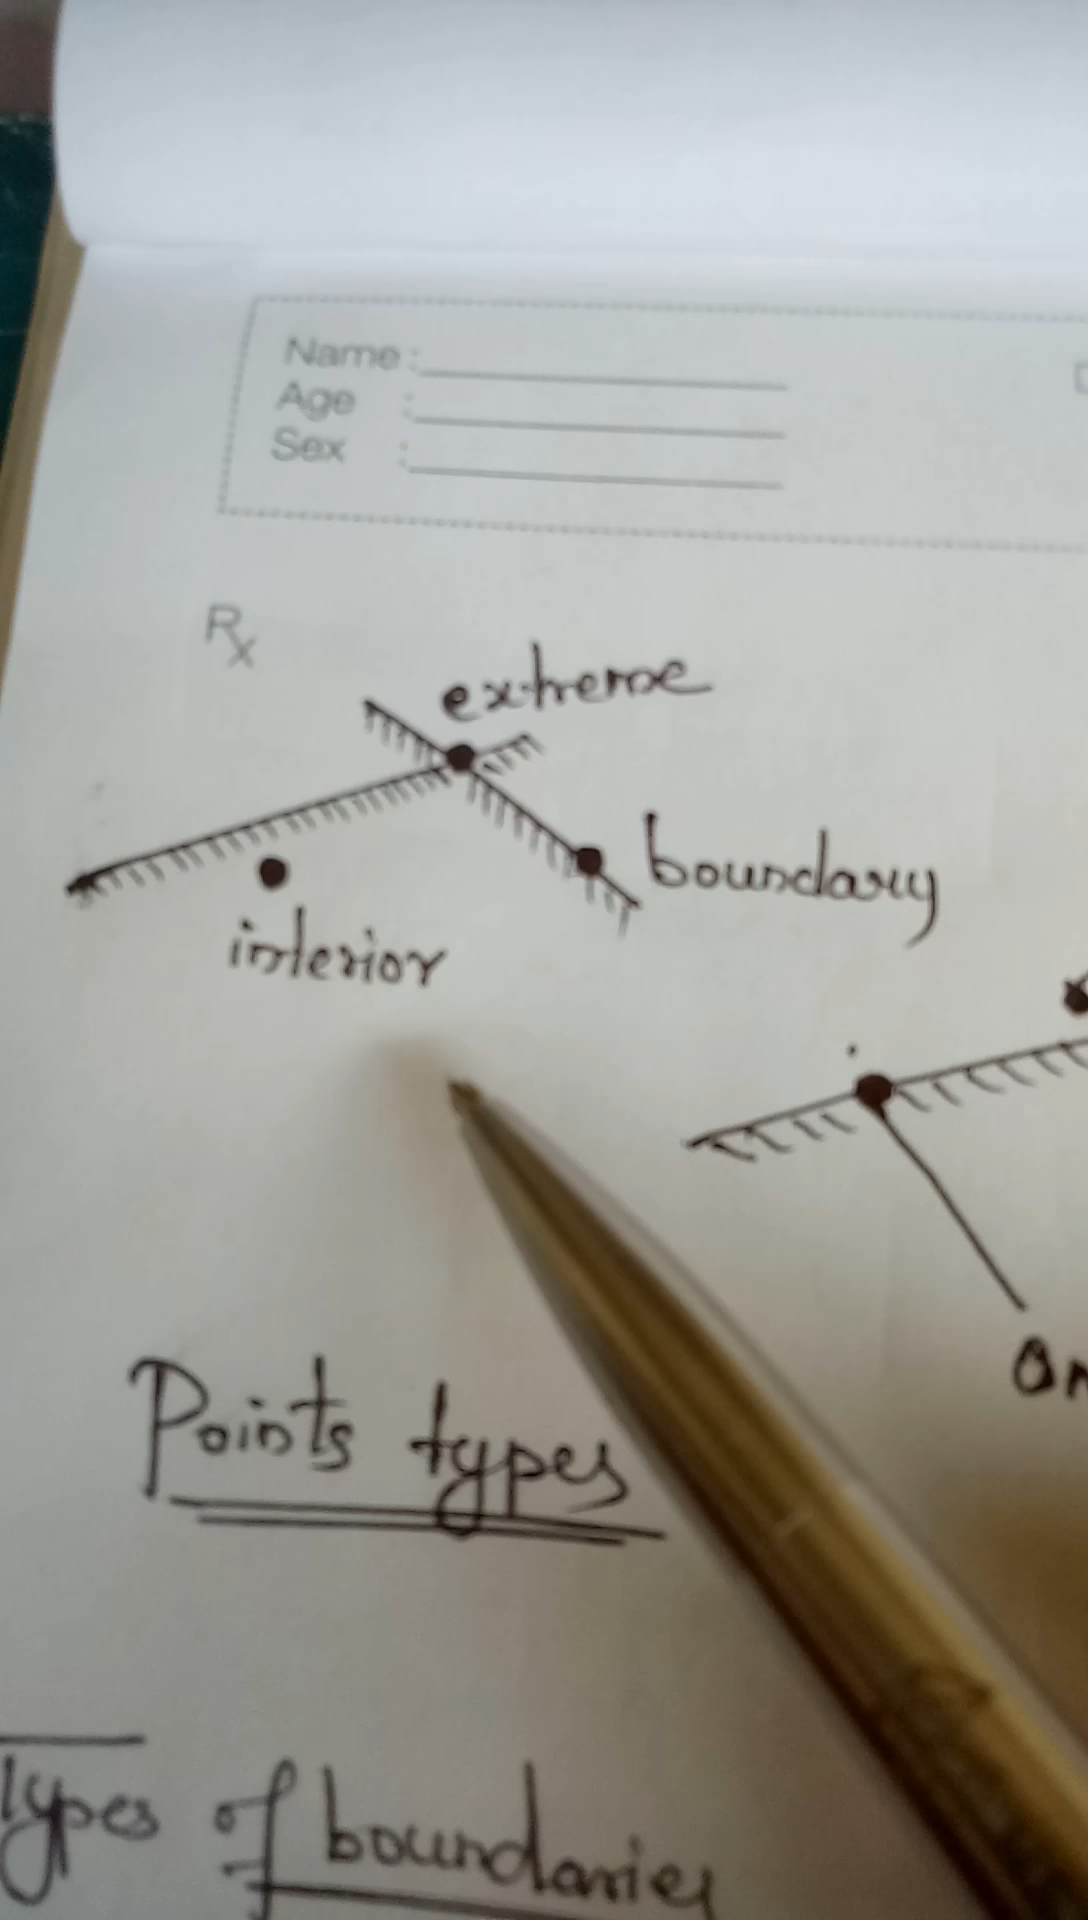 Name :
Age :
Sex :
Rx
extreme
boundary
interior
Points types
Types of boundaries